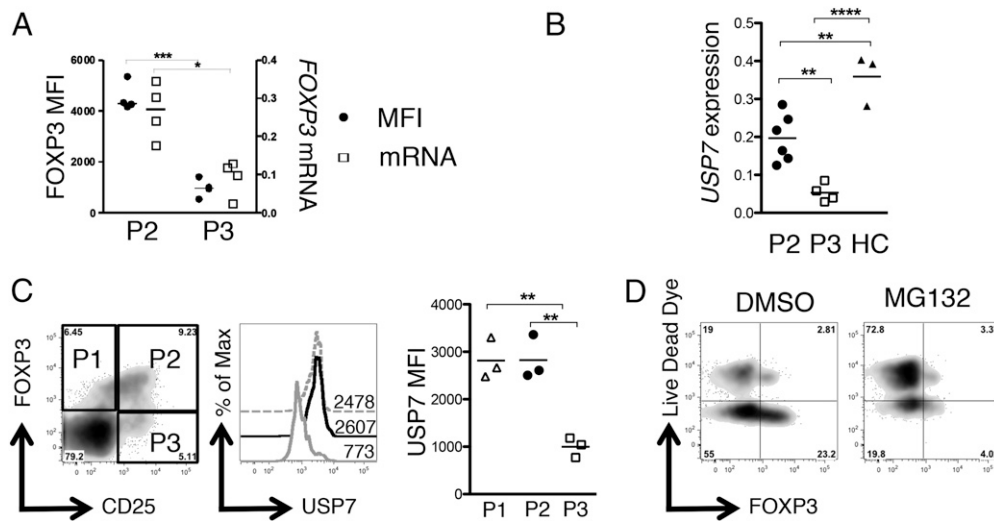 A
FOXP3 MFI
6000
4000
2000
0
***
*
0.4
0.3
0.2
0.1
0.0
FOXP3 mRNA
P2 P3
MFI
mRNA
B
USP7 expression
0.5
0.4
0.3
0.2
0.1
0.0
****
**
**
P2 P3 HC
C
FOXP3
6.45 9.23
P1 P2
P3
79.2 5.11
CD25
% of Max
2478
2607
773
USP7
USP7 MFI
4000
3000
2000
1000
0
**
**
P1 P2 P3
D
Live Dead Dye
DMSO MG132
19 2.81
55 23.2
72.8 3.3
19.8 4.0
FOXP3